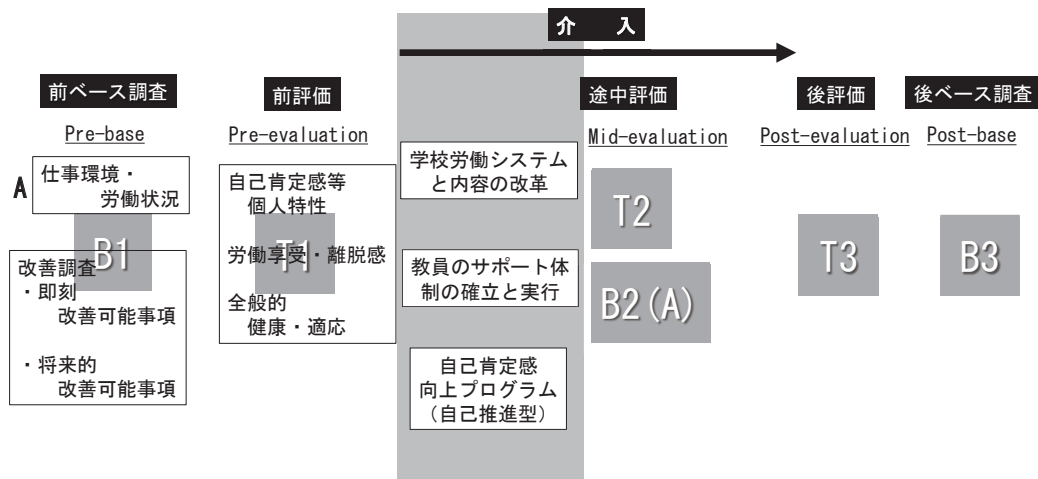 介　入
前ベース調査
Pre-base
A
仕事環境・
労働状況
B1
改善調査
・即刻
改善可能事項
・将来的
改善可能事項
前評価
Pre-evaluation
自己肯定感等
個人特性
T1
労働享受・離脱感
全般的
健康・適応
学校労働システム
と内容の改革
教員のサポート体
制の確立と実行
自己肯定感
向上プログラム
（自己推進型）
途中評価
Mid-evaluation
T2
B2(A)
後評価
Post-evaluation
T3
後ベース調査
Post-base
B3